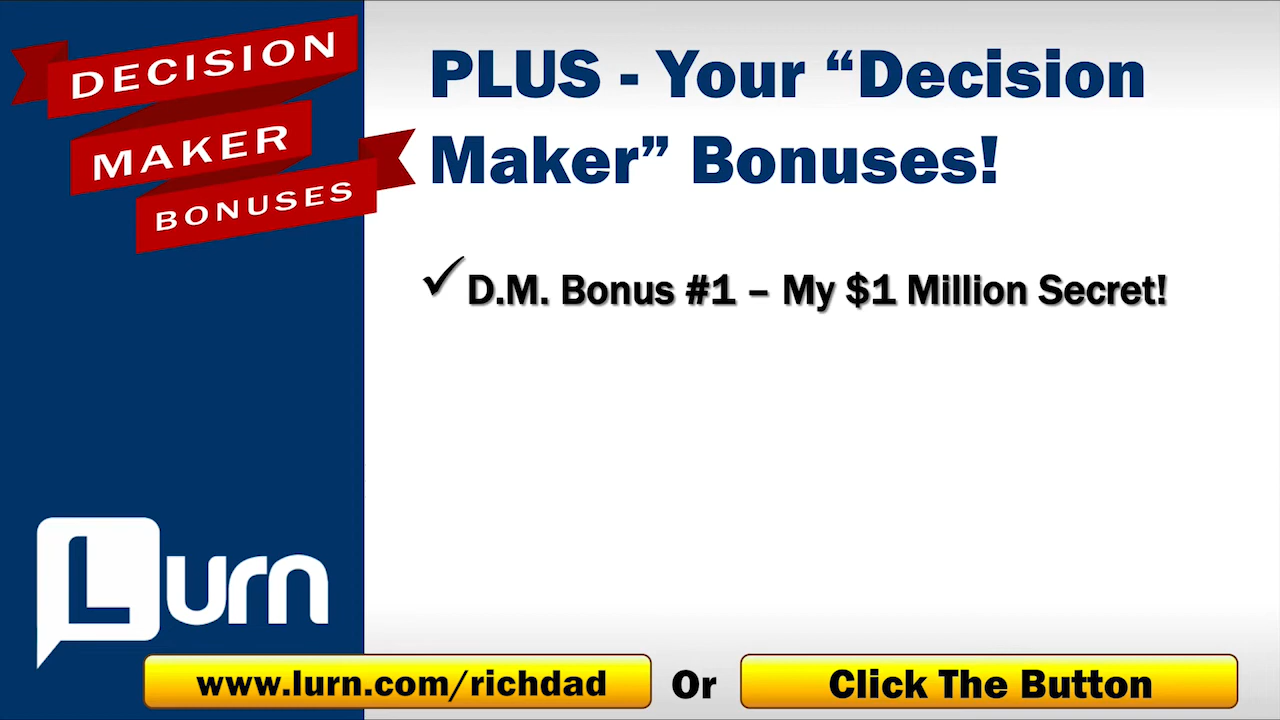 DECISION
MAKER
BONUSES
PLUS - Your “Decision
Maker” Bonuses!
✓D.M. Bonus #1 – My $1 Million Secret!
Lurn
www.lurn.com/richdad Or Click The Button